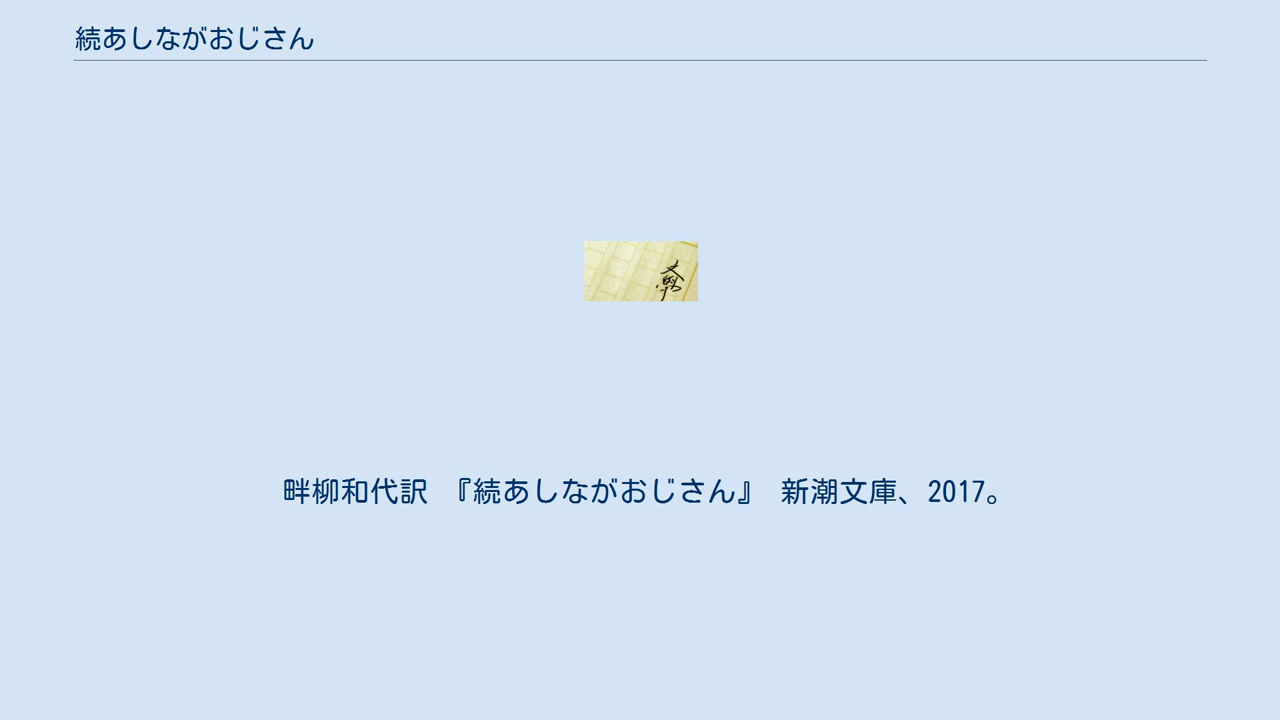 続あしながおじさん
畔柳和代訳　『続あしながおじさん』　新潮文庫、2017。